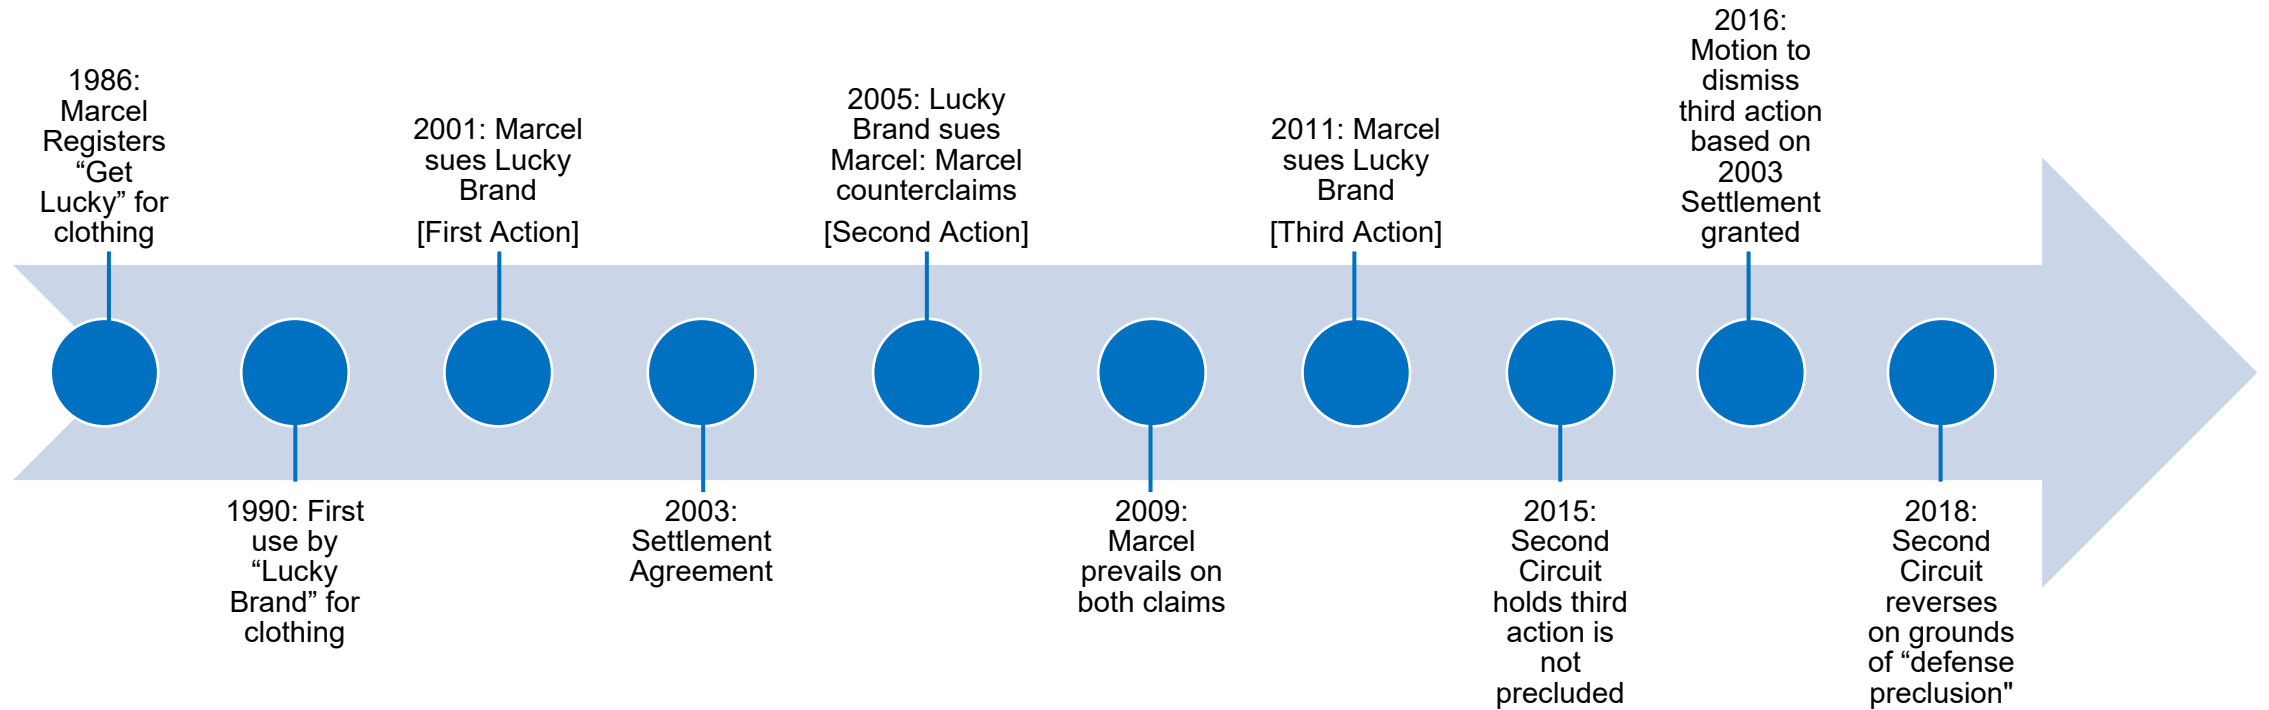 1986:
Marcel
Registers
“Get
Lucky” for
clothing
1990: First
use by
“Lucky
Brand” for
clothing
2001: Marcel
sues Lucky
Brand
[First Action]
2003:
Settlement
Agreement
2005: Lucky
Brand sues
Marcel: Marcel
counterclaims
[Second Action]
2009:
Marcel
prevails on
both claims
2011: Marcel
sues Lucky
Brand
[Third Action]
2015:
Second
Circuit
holds third
action is
not
precluded
2016:
Motion to
dismiss
third action
based on
2003
Settlement
granted
2018:
Second
Circuit
reverses
on grounds
of “defense
preclusion"